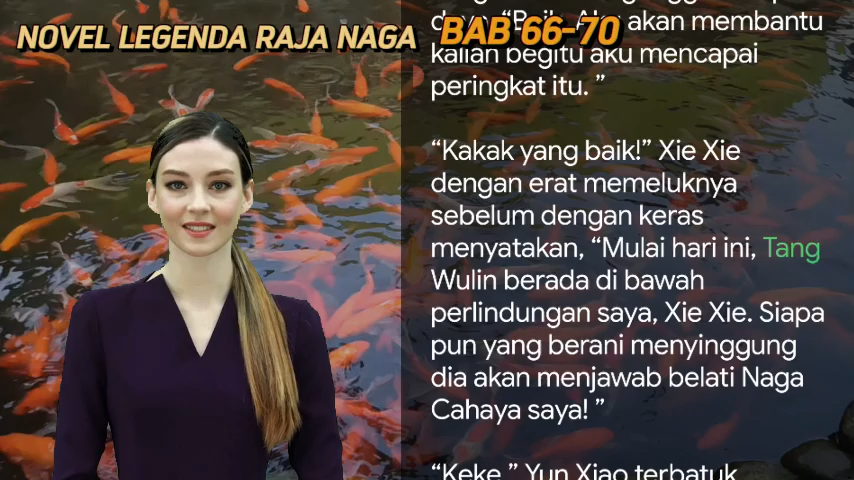 NOVEL LEGENDA RAJA NAGA BAB 66-70
akan membantu
kalian begitu aku mencapai
peringkat itu. ”
“Kakak yang baik!” Xie Xie
dengan erat memeluknya
sebelum dengan keras
menyatakan, “Mulai hari ini, Tang
Wulin berada di bawah
perlindungan saya, Xie Xie. Siapa
pun yang berani menyinggung
dia akan menjawab belati Naga
Cahaya saya! ”
“Keke,” Yun Xiao terbatuk